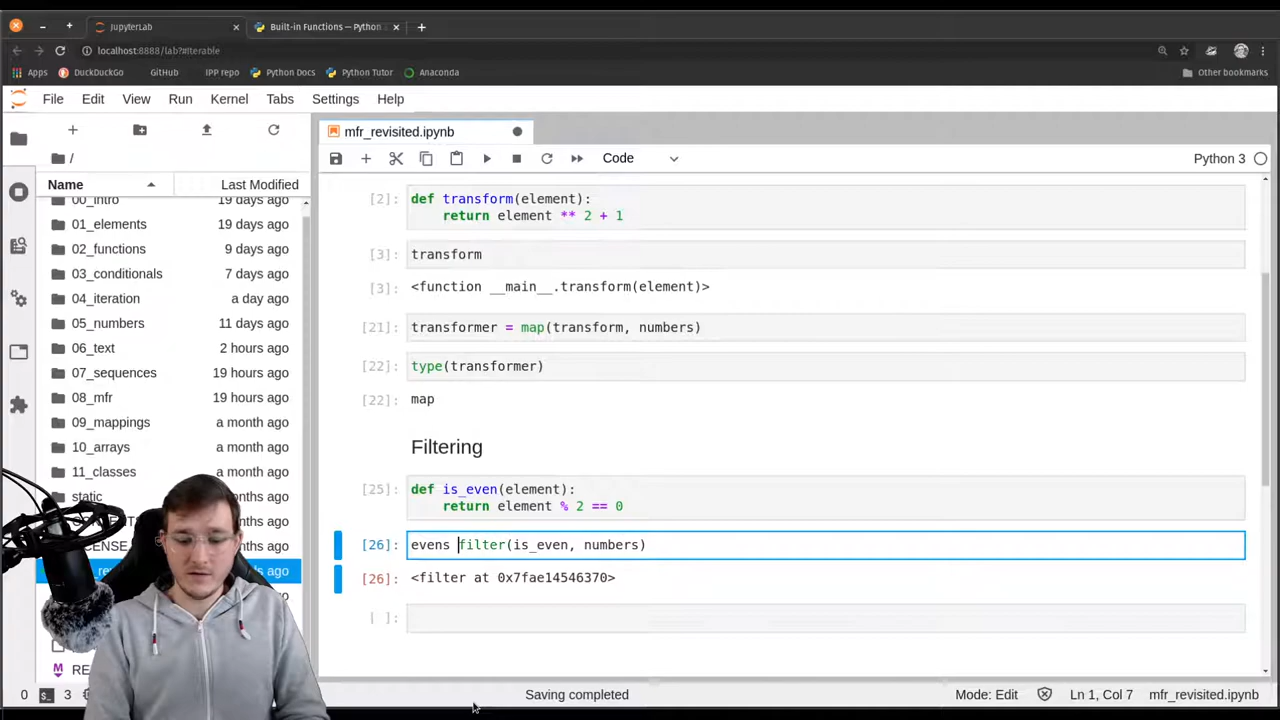 JupyterLab
Built-in Functions — Python
localhost:8888/lab?#Iterable
Apps DuckDuckGo GitHub IPP repo Python Docs Python Tutor Anaconda Other bookmarks
File Edit View Run Kernel Tabs Settings Help
mfr_revisited.ipynb
/
Code Python 3
Name Last Modified
00_intro 19 days ago
01_elements 19 days ago
02_functions 9 days ago
03_conditionals 7 days ago
04_iteration a day ago
05_numbers 11 days ago
06_text 2 hours ago
07_sequences 19 hours ago
08_mfr 19 hours ago
09_mappings a month ago
10_arrays a month ago
11_classes a month ago
static
[2]: def transform(element):
return element ** 2 + 1
[3]: transform
[3]: <function __main__.transform(element)>
[21]: transformer = map(transform, numbers)
[22]: type(transformer)
[22]: map
Filtering
[25]: def is_even(element):
return element % 2 == 0
[26]: evens filter(is_even, numbers)
[26]: <filter at 0x7fae14546370>
[ ]:
0 3 Saving completed Mode: Edit Ln 1, Col 7 mfr_revisited.ipynb